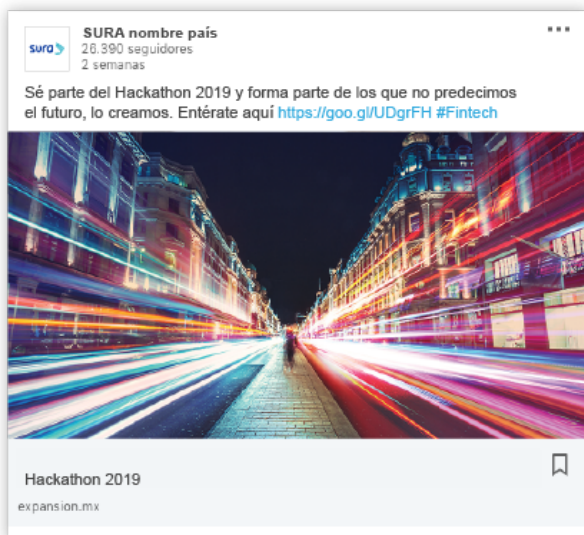 sura
SURA nombre país
26.390 seguidores
2 semanas
Sé parte del Hackathon 2019 y forma parte de los que no predecimos
el futuro, lo creamos. Entérate aquí https://goo.gl/UDgrFH #Fintech
Hackathon 2019
expansion.mx